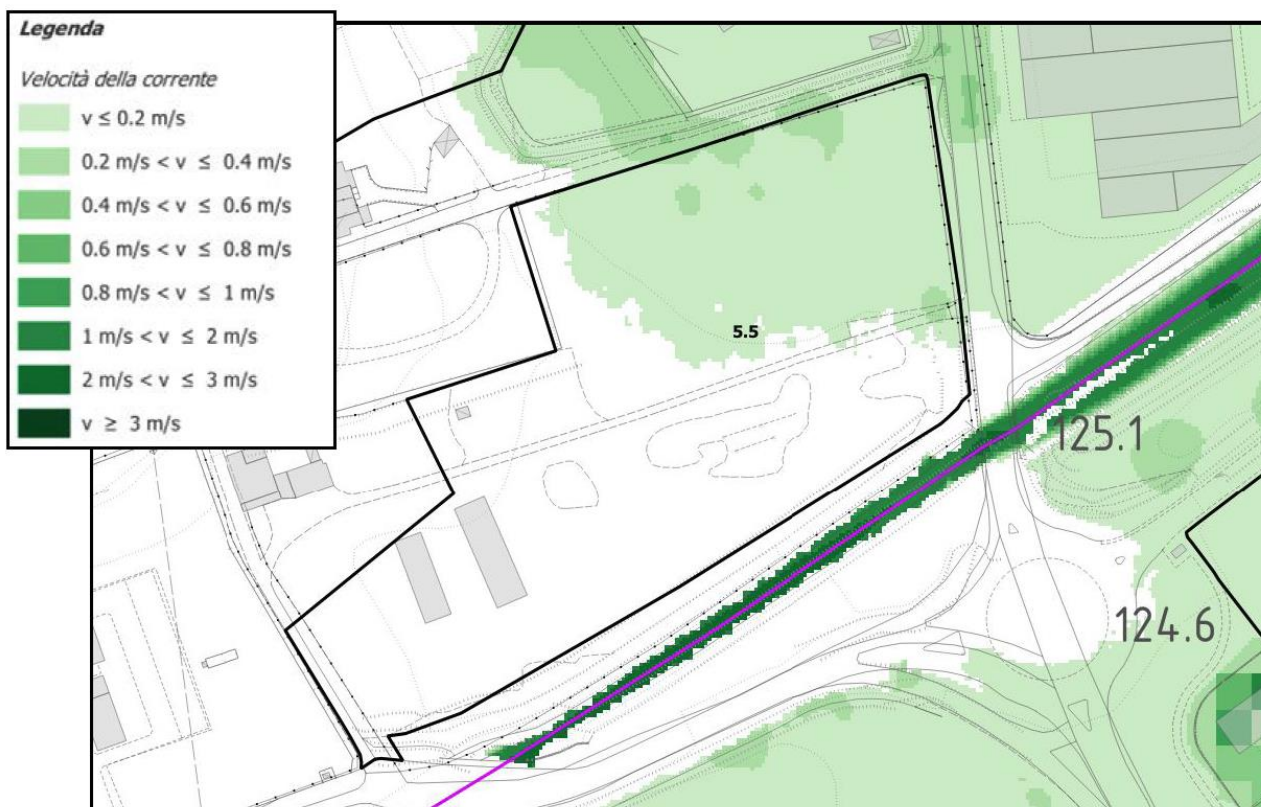 Legenda
Velocità della corrente
v ≤ 0.2 m/s
0.2 m/s < v ≤ 0.4 m/s
0.4 m/s < v ≤ 0.6 m/s
0.6 m/s < v ≤ 0.8 m/s
0.8 m/s < v ≤ 1 m/s
1 m/s < v ≤ 2 m/s
2 m/s < v ≤ 3 m/s
v ≥ 3 m/s
5.5
125.1
124.6